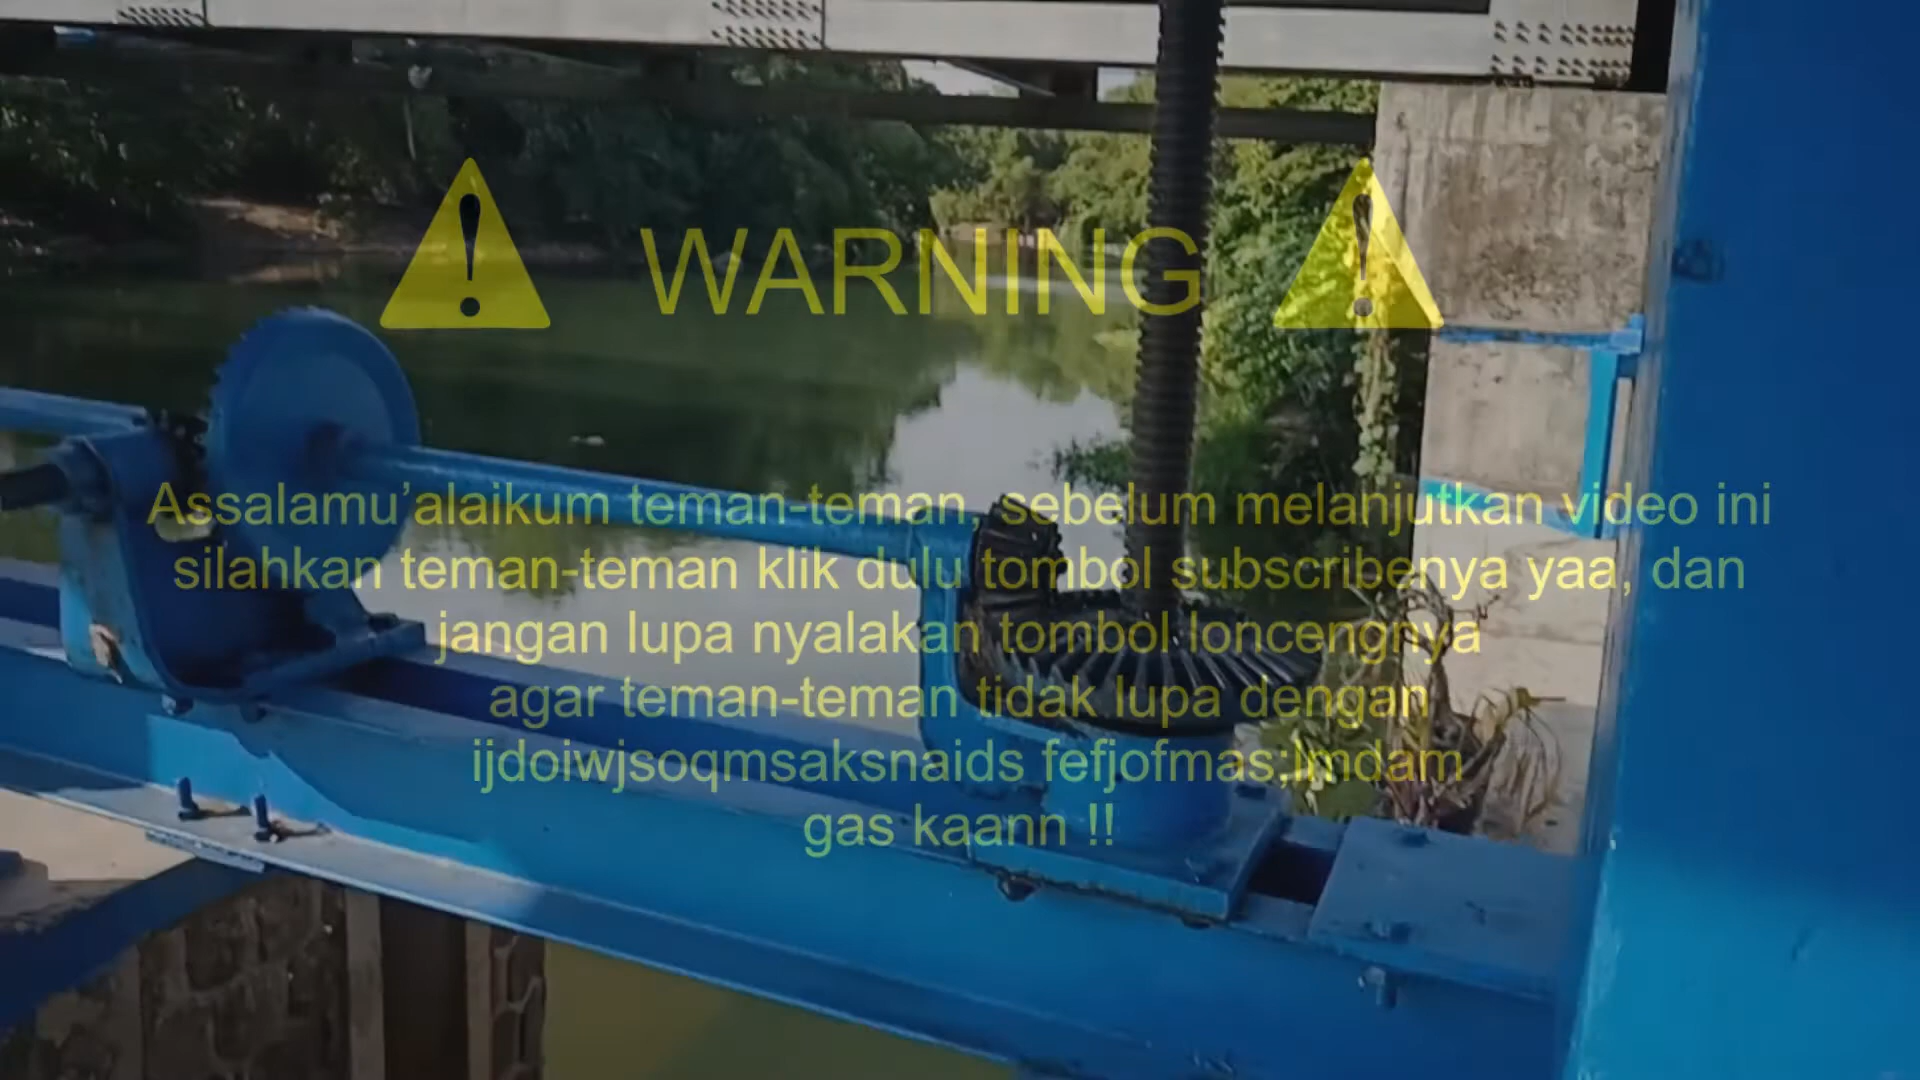 WARNING
Assalamu’alaikum teman-teman, sebelum melanjutkan video ini
silahkan teman-teman klik dulu tombol subscribenya yaa, dan
jangan lupa nyalakan tombol loncengnya
agar teman-teman tidak lupa dengan
ijdoiwjsoqmsaksnaids fefjofmas;lmdam
gas kaann !!